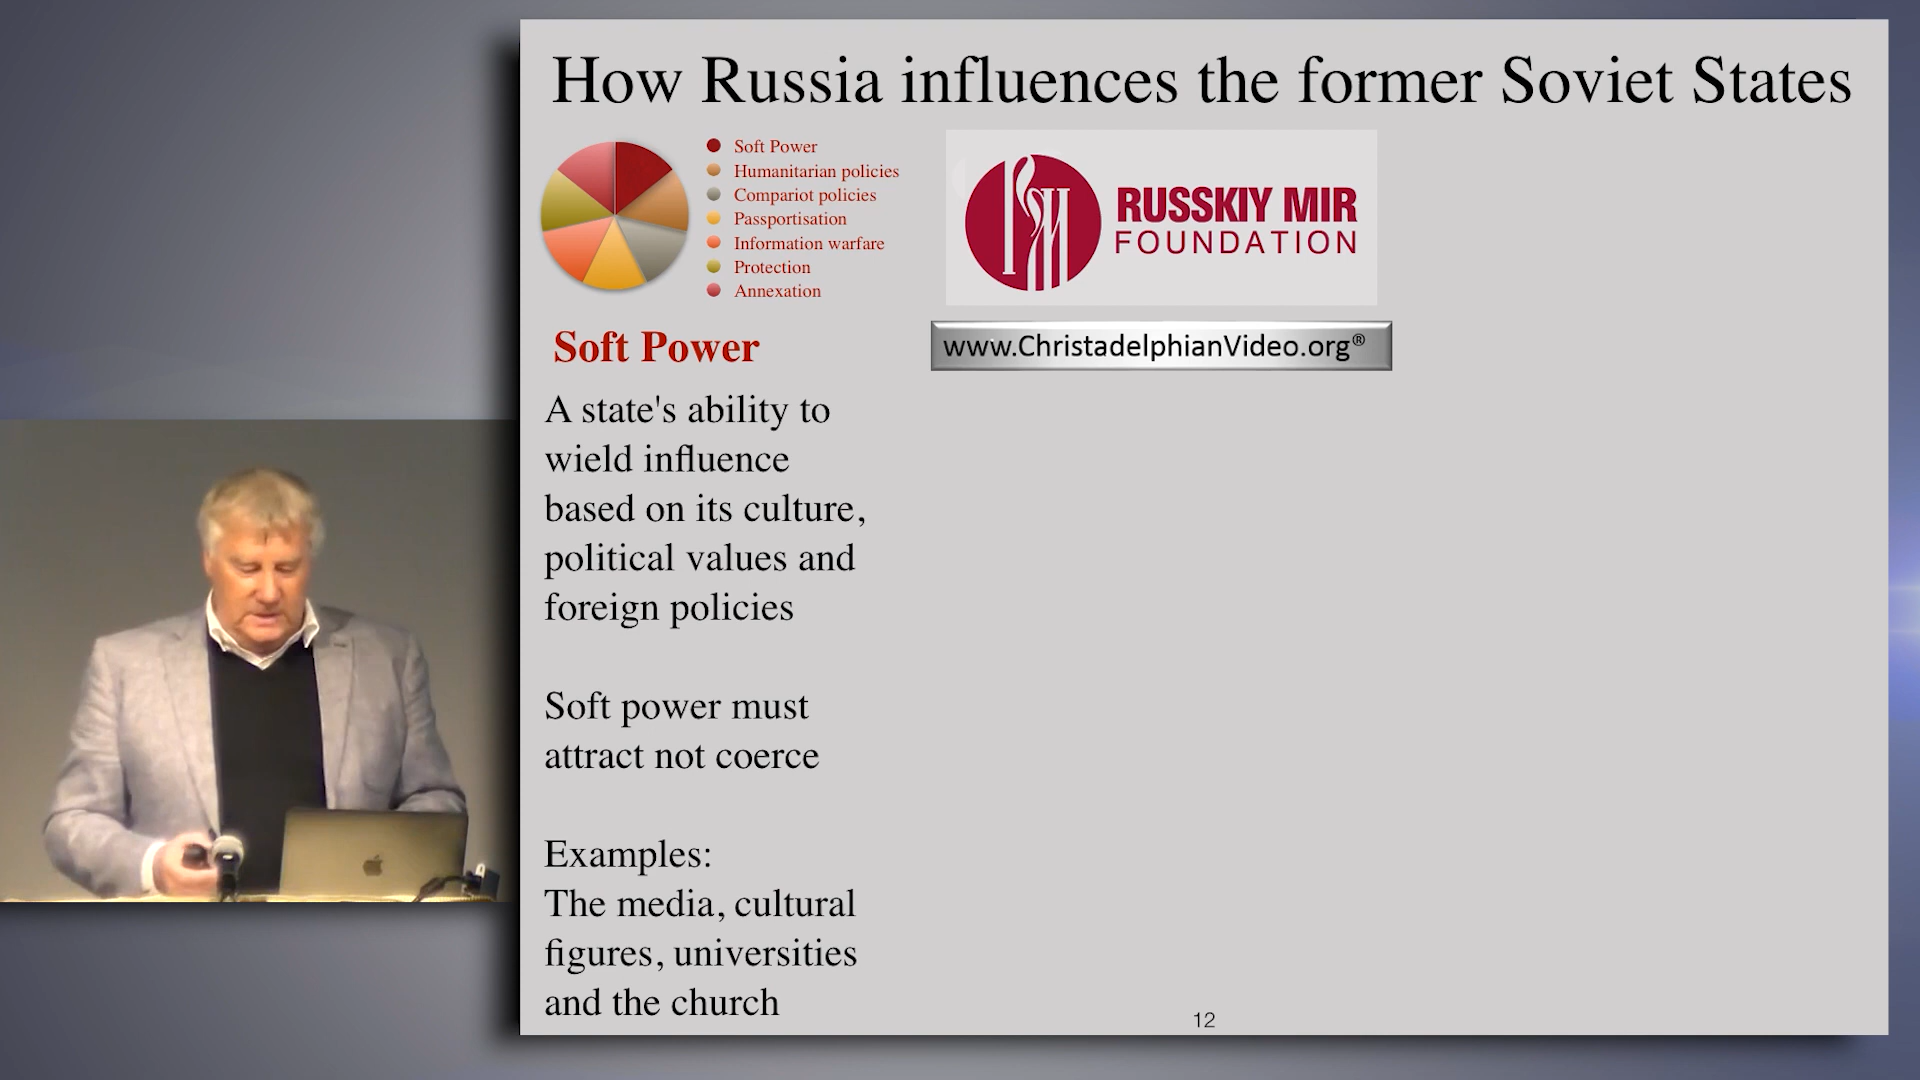 How Russia influences the former Soviet States
Soft Power
Humanitarian policies
Compariot policies
Passportisation
Information warfare
Protection
Annexation
RUSSKIY MIR
FOUNDATION
www.ChristadelphianVideo.org®
Soft Power
A state's ability to
wield influence
based on its culture,
political values and
foreign policies
Soft power must
attract not coerce
Examples:
The media, cultural
figures, universities
and the church
12